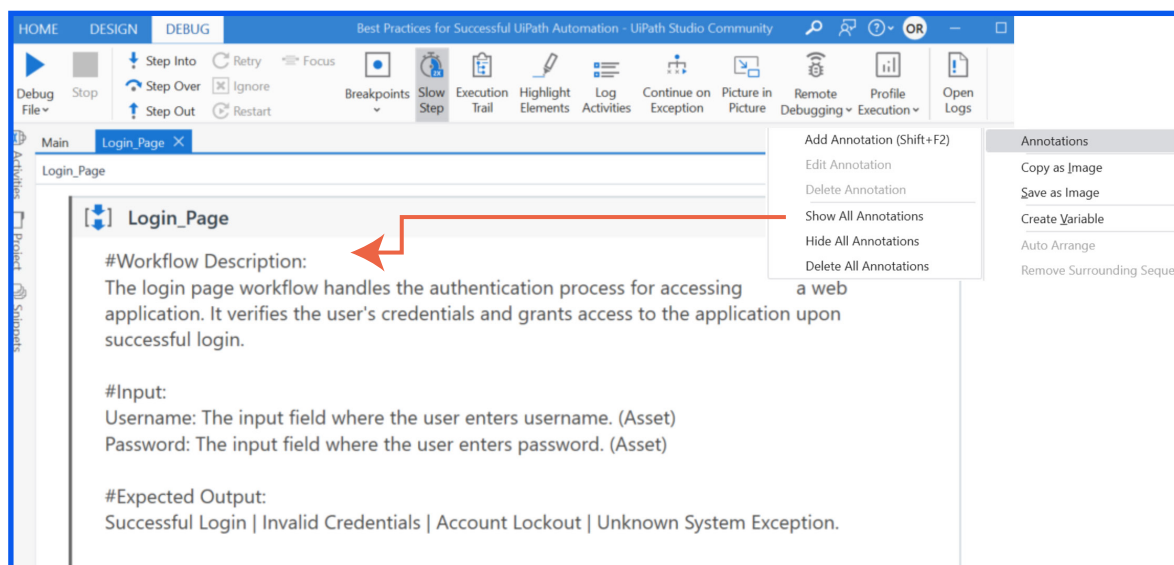 HOME DESIGN DEBUG Best Practices for Successful UiPath Automation - UiPath Studio Community OR
Step Into Retry Focus
Debug File Stop Step Over Ignore Breakpoints Slow Step Execution Trail Highlight Elements Log Activities Continue on Exception Picture in Picture Remote Debugging Profile Execution Open Logs
Step Out Restart
Main Login_Page
Login_Page
Activities
Project
Snippets
Add Annotation (Shift+F2)
Edit Annotation
Delete Annotation
Show All Annotations
Hide All Annotations
Delete All Annotations
Annotations
Copy as Image
Save as Image
Create Variable
Auto Arrange
Remove Surrounding Seque
Login_Page
#Workflow Description:
The login page workflow handles the authentication process for accessing a web
application. It verifies the user's credentials and grants access to the application upon
successful login.
#Input:
Username: The input field where the user enters username. (Asset)
Password: The input field where the user enters password. (Asset)
#Expected Output:
Successful Login | Invalid Credentials | Account Lockout | Unknown System Exception.